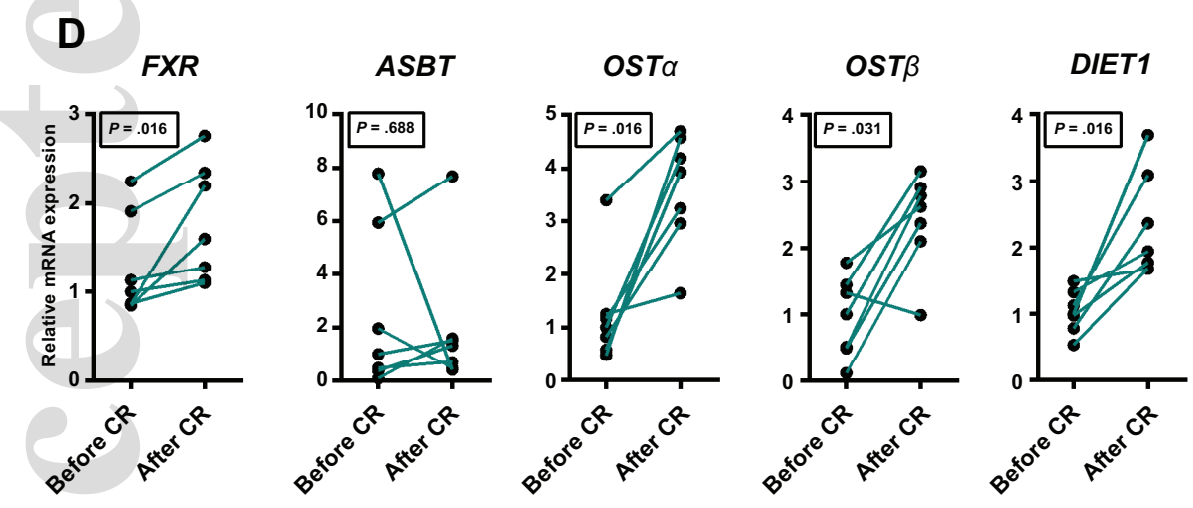 D
FXR
ASBT
OSTα
OSTβ
DIET1
Relative mRNA expression
3
2
1
0
P = .016
Before CR
After CR
10
8
6
4
2
0
P = .688
Before CR
After CR
5
4
3
2
1
0
P = .016
Before CR
After CR
4
3
2
1
0
P = .031
Before CR
After CR
4
3
2
1
0
P = .016
Before CR
After CR
cepte